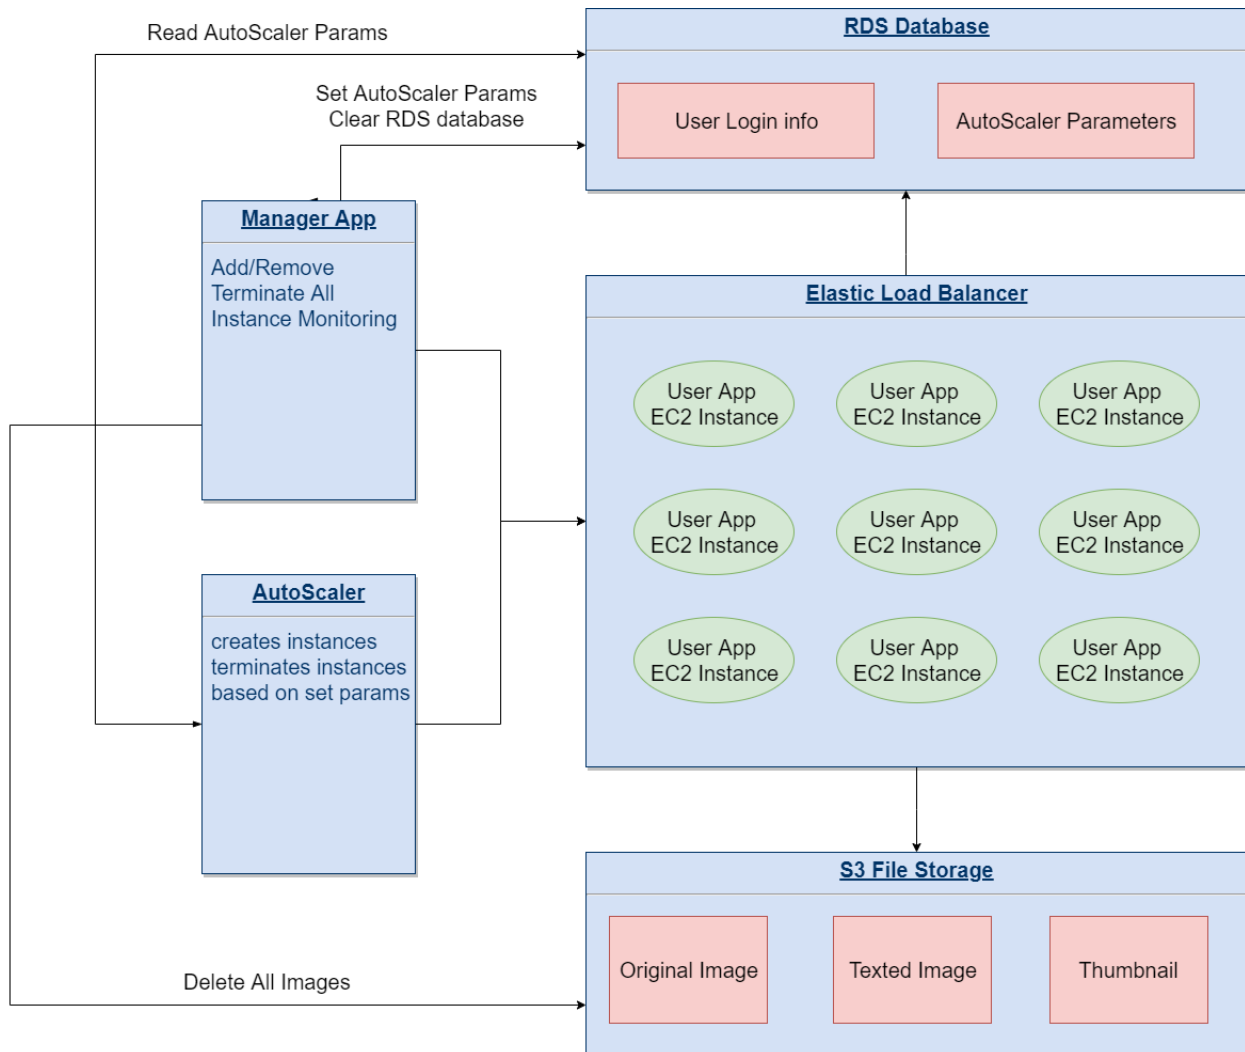 Read AutoScaler Params
RDS Database
Set AutoScaler Params
Clear RDS database
User Login info
AutoScaler Parameters
Manager App
Add/Remove
Terminate All
Instance Monitoring
Elastic Load Balancer
User App
EC2 Instance
User App
EC2 Instance
User App
EC2 Instance
User App
EC2 Instance
User App
EC2 Instance
User App
EC2 Instance
AutoScaler
creates instances
terminates instances
based on set params
User App
EC2 Instance
User App
EC2 Instance
User App
EC2 Instance
S3 File Storage
Original Image
Texted Image
Thumbnail
Delete All Images